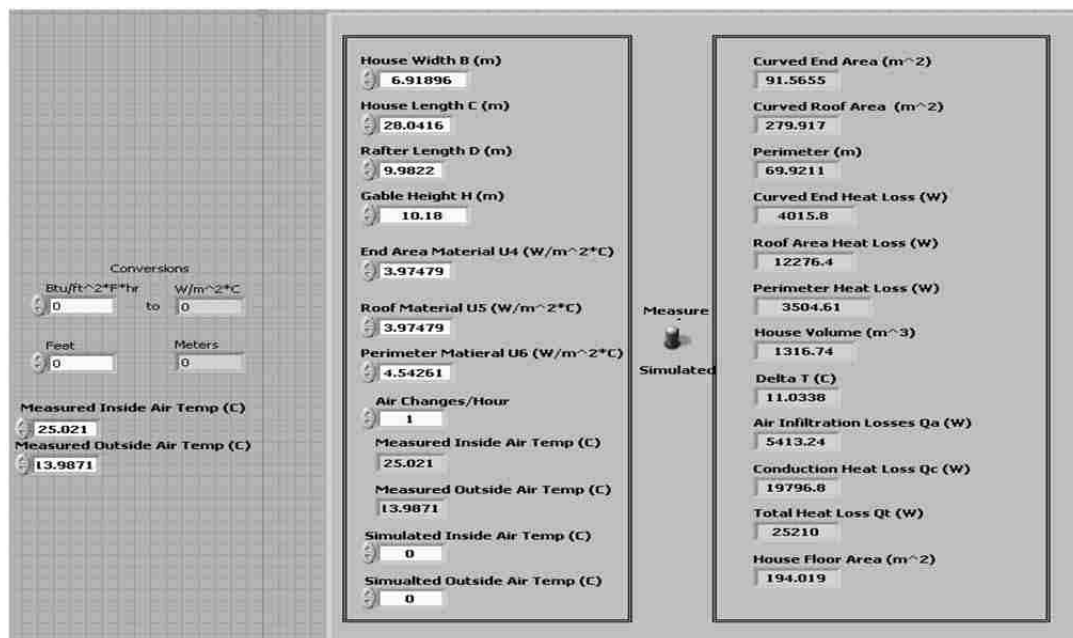 Conversions
Btu/ft^2*F*hr
W/m^2*C
0
to
0
Feet
Meters
0
0
Measured Inside Air Temp (C)
25.021
Measured Outside Air Temp (C)
13.9871
House Width B (m)
6.91896
House Length C (m)
28.0416
Rafter Length D (m)
9.9822
Gable Height H (m)
10.18
End Area Material U4 (W/m^2*C)
3.97479
Roof Material U5 (W/m^2*C)
3.97479
Perimeter Matieral U6 (W/m^2*C)
4.54261
Air Changes/Hour
1
Measured Inside Air Temp (C)
25.021
Measured Outside Air Temp (C)
13.9871
Simulated Inside Air Temp (C)
0
Simualted Outside Air Temp (C)
0
Measure
Simulated
Curved End Area (m^2)
91.5655
Curved Roof Area (m^2)
279.917
Perimeter (m)
69.9211
Curved End Heat Loss (W)
4015.8
Roof Area Heat Loss (W)
12276.4
Perimeter Heat Loss (W)
3504.61
House Volume (m^3)
1316.74
Delta T (C)
11.0338
Air Infiltration Losses Qa (W)
5413.24
Conduction Heat Loss Qc (W)
19796.8
Total Heat Loss Qt (W)
25210
House Floor Area (m^2)
194.019